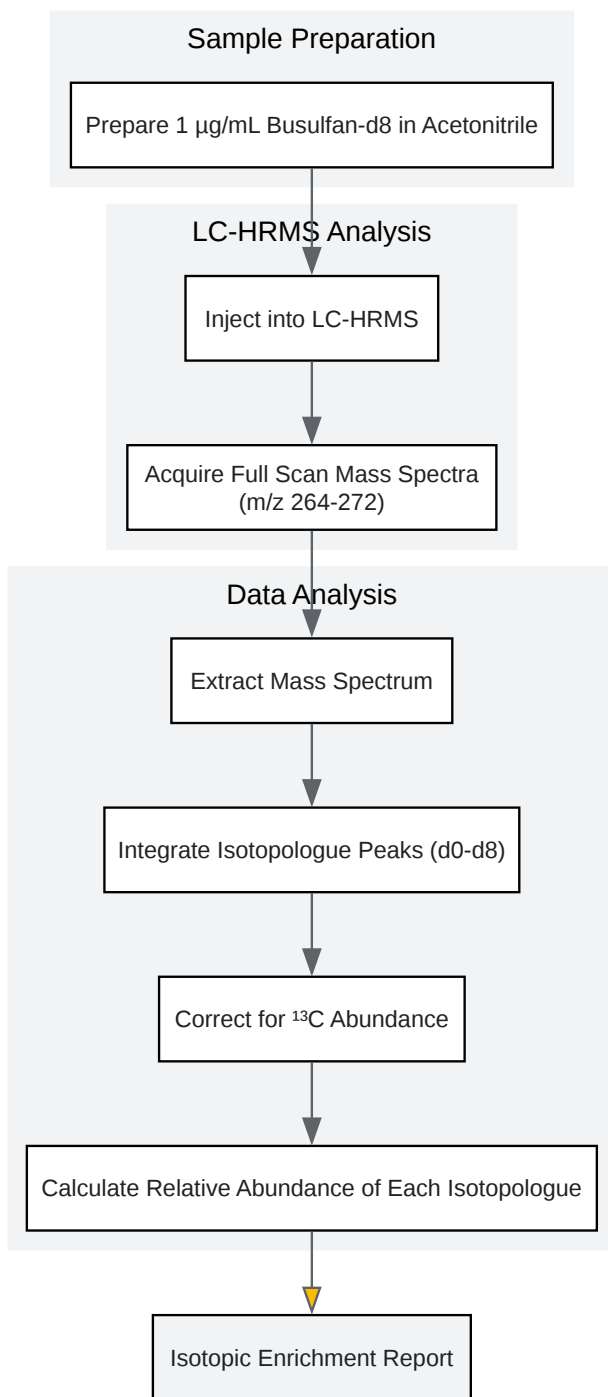 Sample Preparation
Prepare 1 µg/mL Busulfan-d8 in Acetonitrile
LC-HRMS Analysis
Inject into LC-HRMS
Acquire Full Scan Mass Spectra
(m/z 264-272)
Data Analysis
Extract Mass Spectrum
Integrate Isotopologue Peaks (d0-d8)
Correct for ¹³C Abundance
Calculate Relative Abundance of Each Isotopologue
Isotopic Enrichment Report